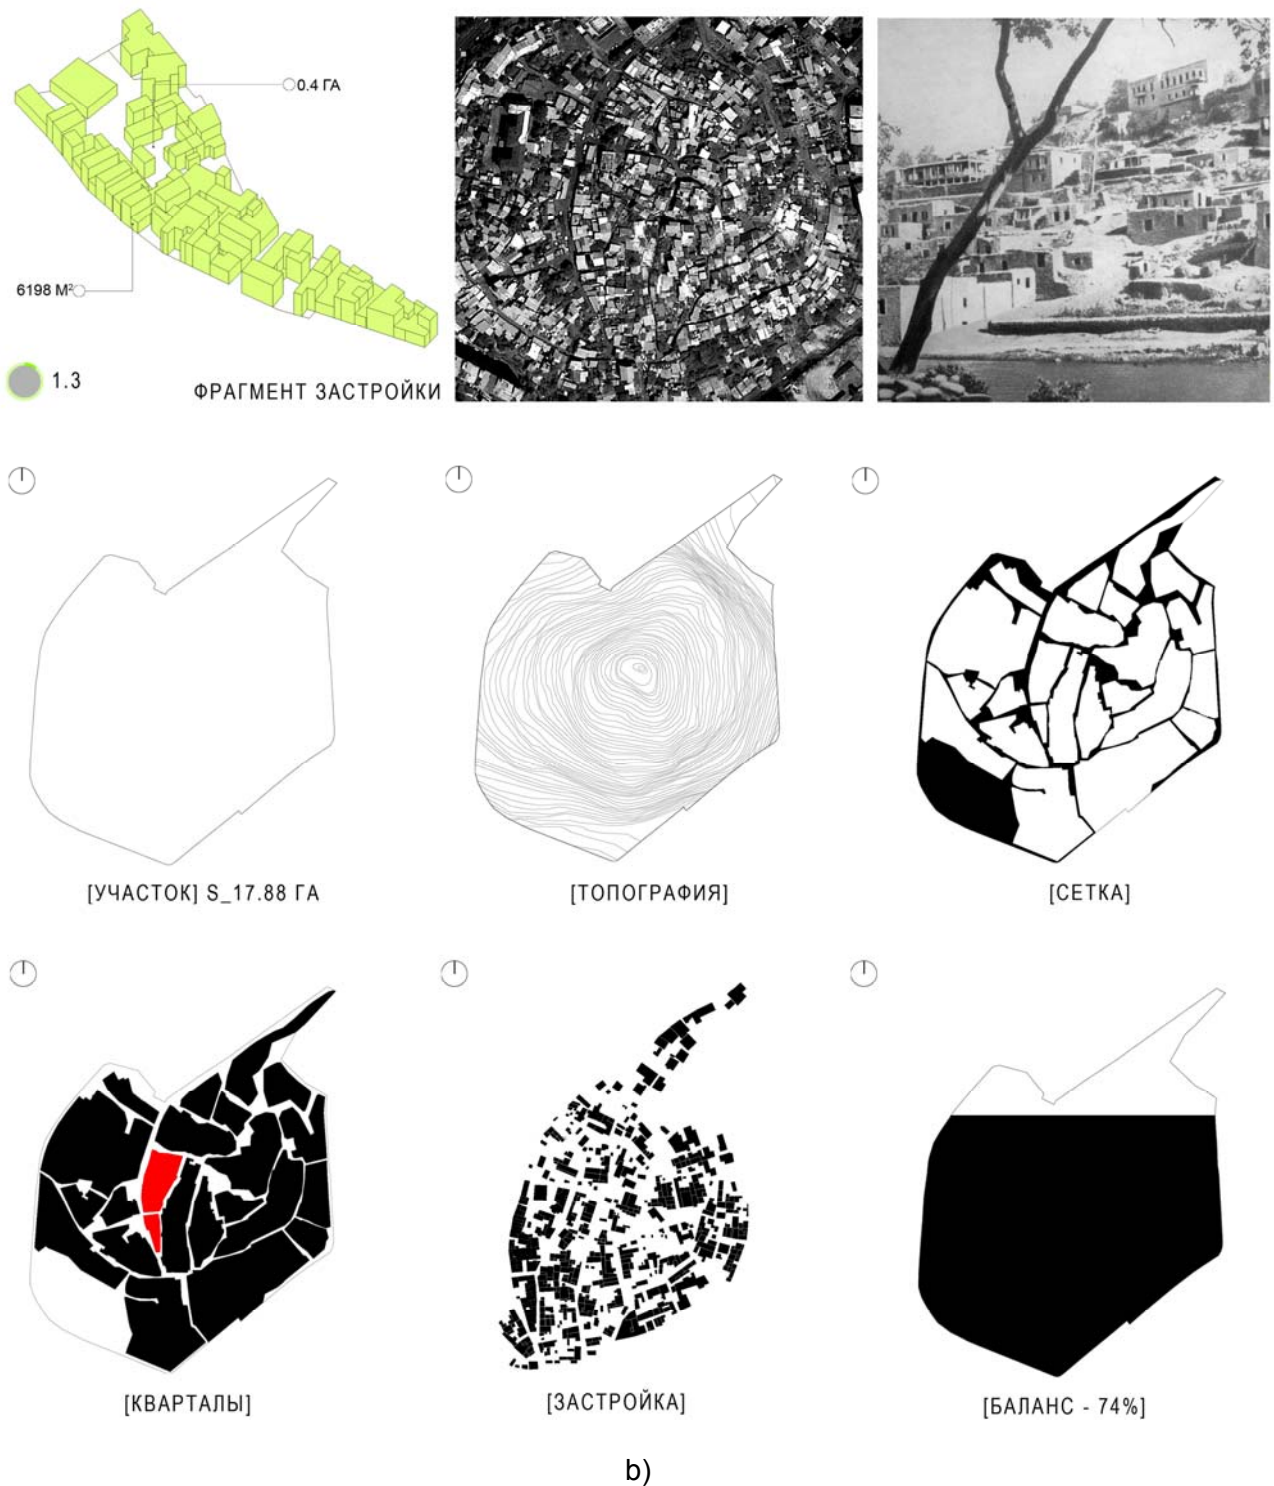 0.4 ГА
6198 М²
1.3
ФРАГМЕНТ ЗАСТРОЙКИ
[УЧАСТОК] S_17.88 ГА
[ТОПОГРАФИЯ]
[СЕТКА]
[КВАРТАЛЫ]
[ЗАСТРОЙКА]
[БАЛАНС - 74%]
b)